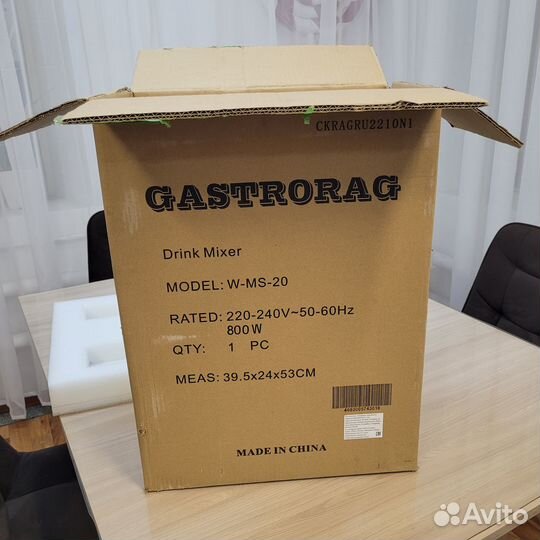 CKRAGRU2210N1
GASTRORAG
Drink Mixer
MODEL: W-MS-20
RATED: 220-240V~50-60Hz
800W
QTY: 1 PC
MEAS: 39.5x24x53CM
MADE IN CHINA
Avito